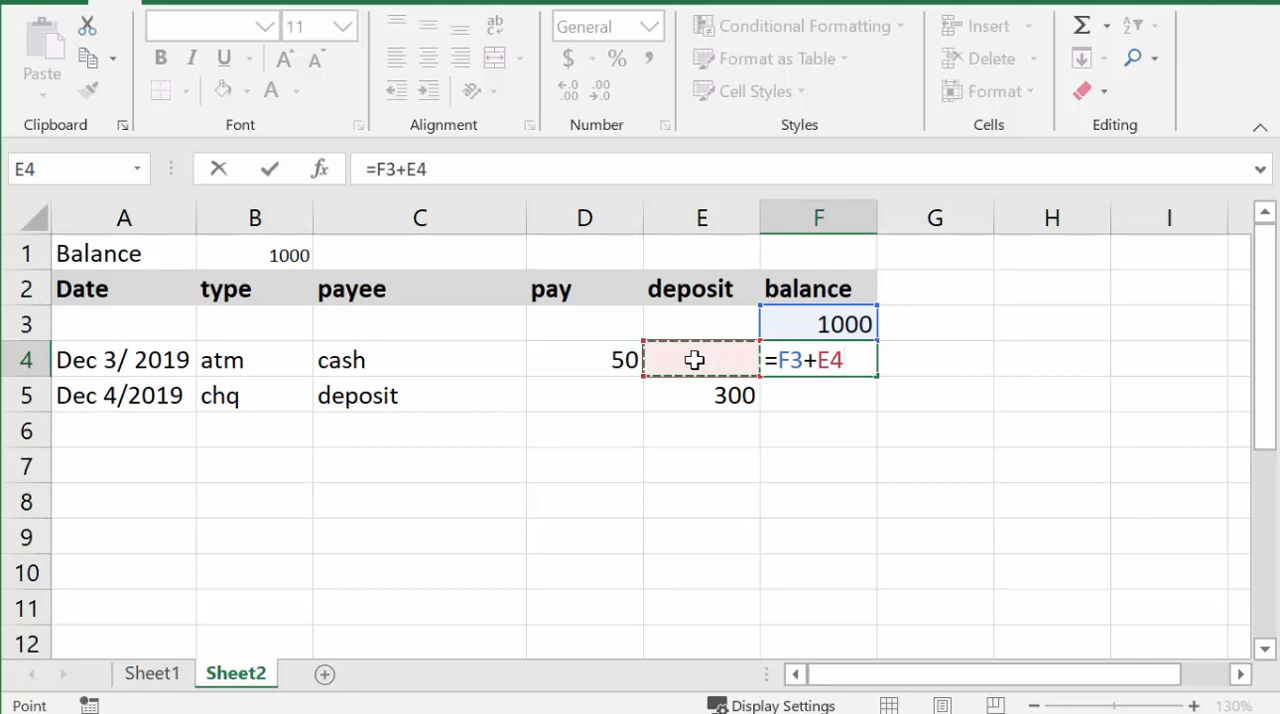 11
ab
General
Conditional Formatting
Insert
Paste
B I U
A A
$ % ,
Format as Table
Delete
A
Cell Styles
Format
Clipboard
Font
Alignment
Number
Styles
Cells
Editing
E4
fx
=F3+E4
A B C D E F G H I
1 Balance 1000
2 Date type payee pay deposit balance
3 1000
4 Dec 3/ 2019 atm cash 50 =F3+E4
5 Dec 4/2019 chq deposit 300
6
7
8
9
10
11
12
Sheet1 Sheet2
Point
Display Settings
130%